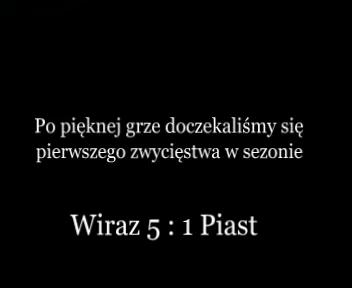 Po pięknej grze doczekaliśmy się
pierwszego zwycięstwa w sezonie
Wiraz 5 : 1 Piast